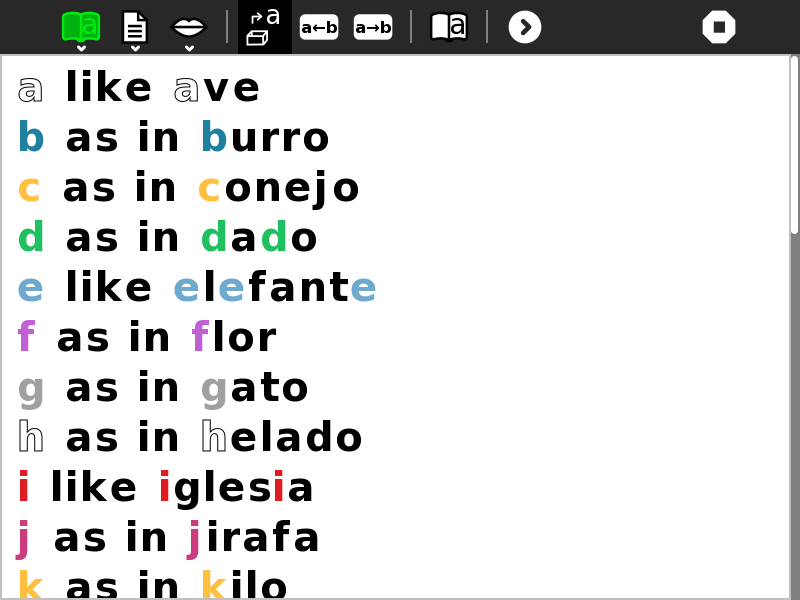 a a a←b a→b a
a like ave
b as in burro
c as in conejo
d as in dado
e like elefante
f as in flor
g as in gato
h as in helado
i like iglesia
j as in jirafa
k as in kilo